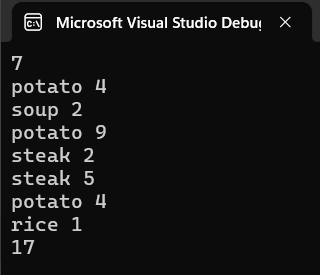 Microsoft Visual Studio Debug
7
potato 4
soup 2
potato 9
steak 2
steak 5
potato 4
rice 1
17